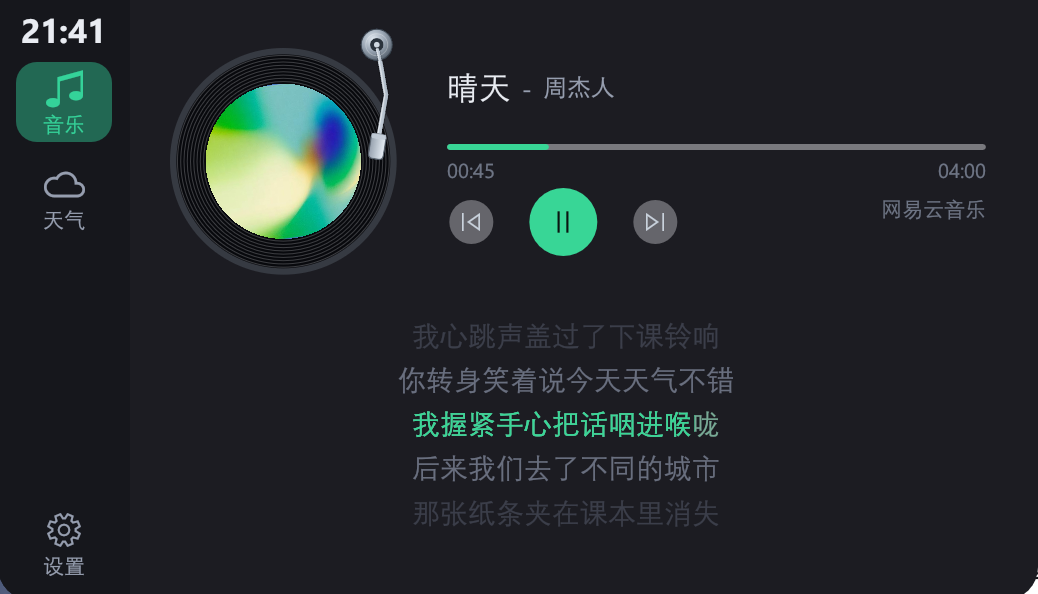 21:41
音乐
天气
设置
晴天 - 周杰人
00:45
04:00
网易云音乐
我心跳声盖过了下课铃响
你转身笑着说今天天气不错
我握紧手心把话咽进喉咙
后来我们去了不同的城市
那张纸条夹在课本里消失